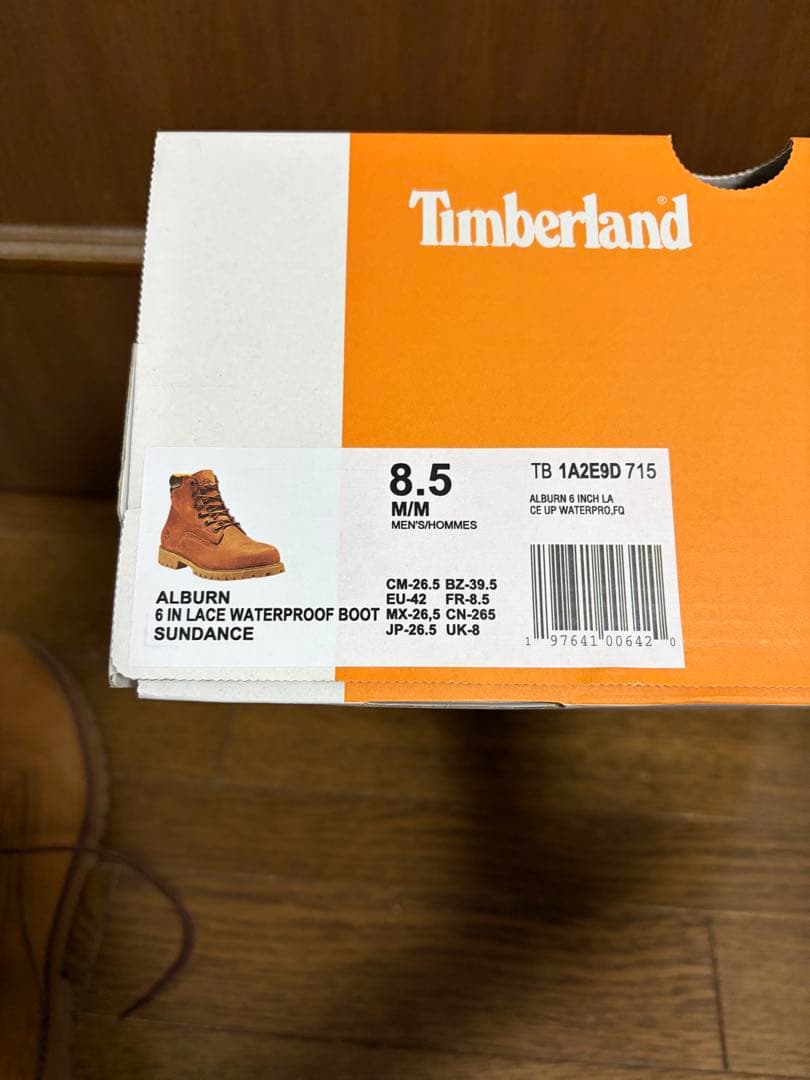 Timberland®
8.5
M/M
MEN'S/HOMMES
TB 1A2E9D 715
ALBURN 6 INCH LA
CE UP WATERPRO,FQ
ALBURN
6 IN LACE WATERPROOF BOOT
SUNDANCE
CM-26.5 BZ-39.5
EU-42 FR-8.5
MX-26,5 CN-265
JP-26.5 UK-8
1 97641 00642 0